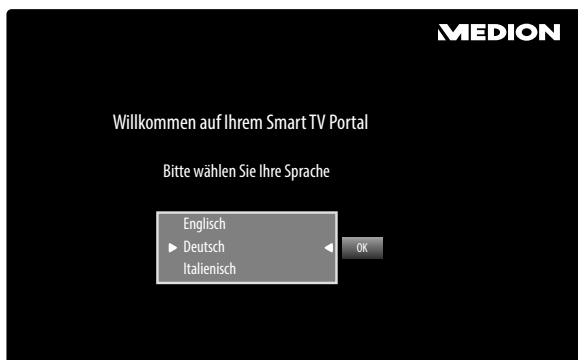 MEDION
Willkommen auf Ihrem Smart TV Portal
Bitte wählen Sie Ihre Sprache
Englisch
Deutsch
OK
Italienisch